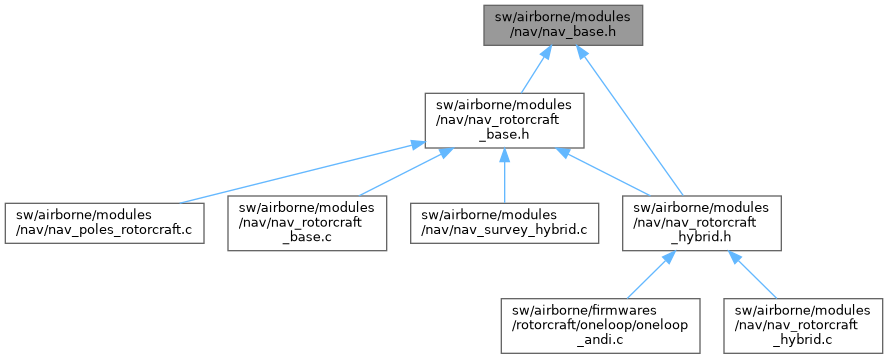 sw/airborne/modules
/nav/nav_base.h
sw/airborne/modules
/nav/nav_rotorcraft
_base.h
sw/airborne/modules
/nav/nav_poles_rotorcraft.c
sw/airborne/modules
/nav/nav_rotorcraft
_base.c
sw/airborne/modules
/nav/nav_survey_hybrid.c
sw/airborne/modules
/nav/nav_rotorcraft
_hybrid.h
sw/airborne/firmwares
/rotorcraft/oneloop/oneloop
_andi.c
sw/airborne/modules
/nav/nav_rotorcraft
_hybrid.c